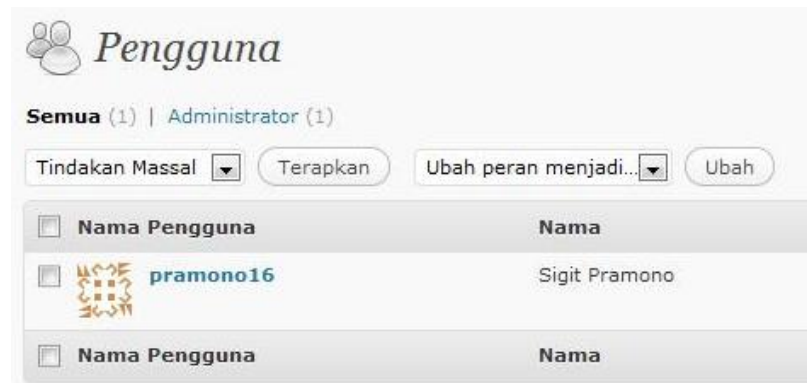 Pengguna
Semua (1) | Administrator (1)
Tindakan Massal Terapkan Ubah peran menjadi... Ubah
Nama Pengguna Nama
pramono16 Sigit Pramono
Nama Pengguna Nama